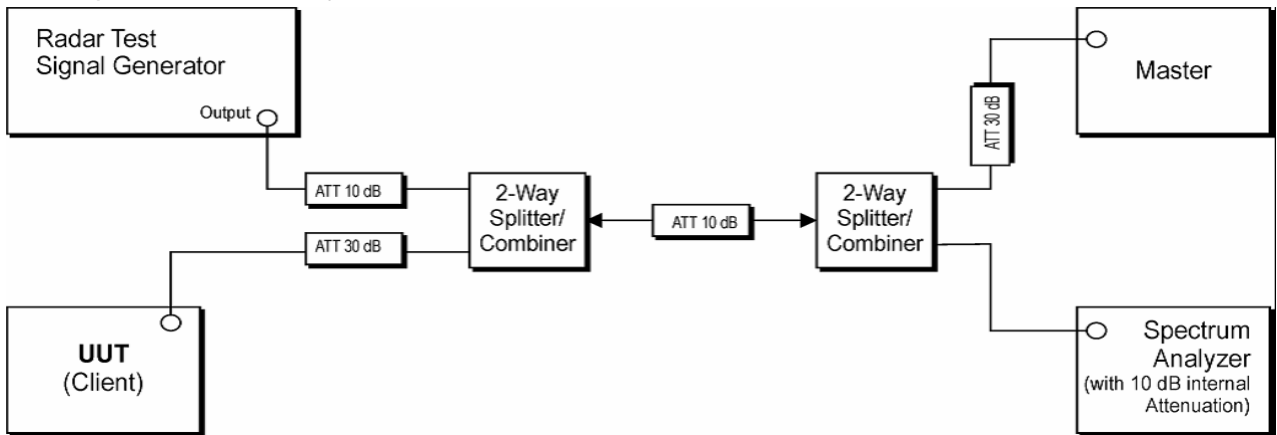 Radar Test
Signal Generator
Output
ATT 10 dB
ATT 30 dB
UUT
(Client)
2-Way
Splitter/
Combiner
ATT 10 dB
2-Way
Splitter/
Combiner
ATT 30 dB
Master
Spectrum
Analyzer
(with 10 dB internal
Attenuation)